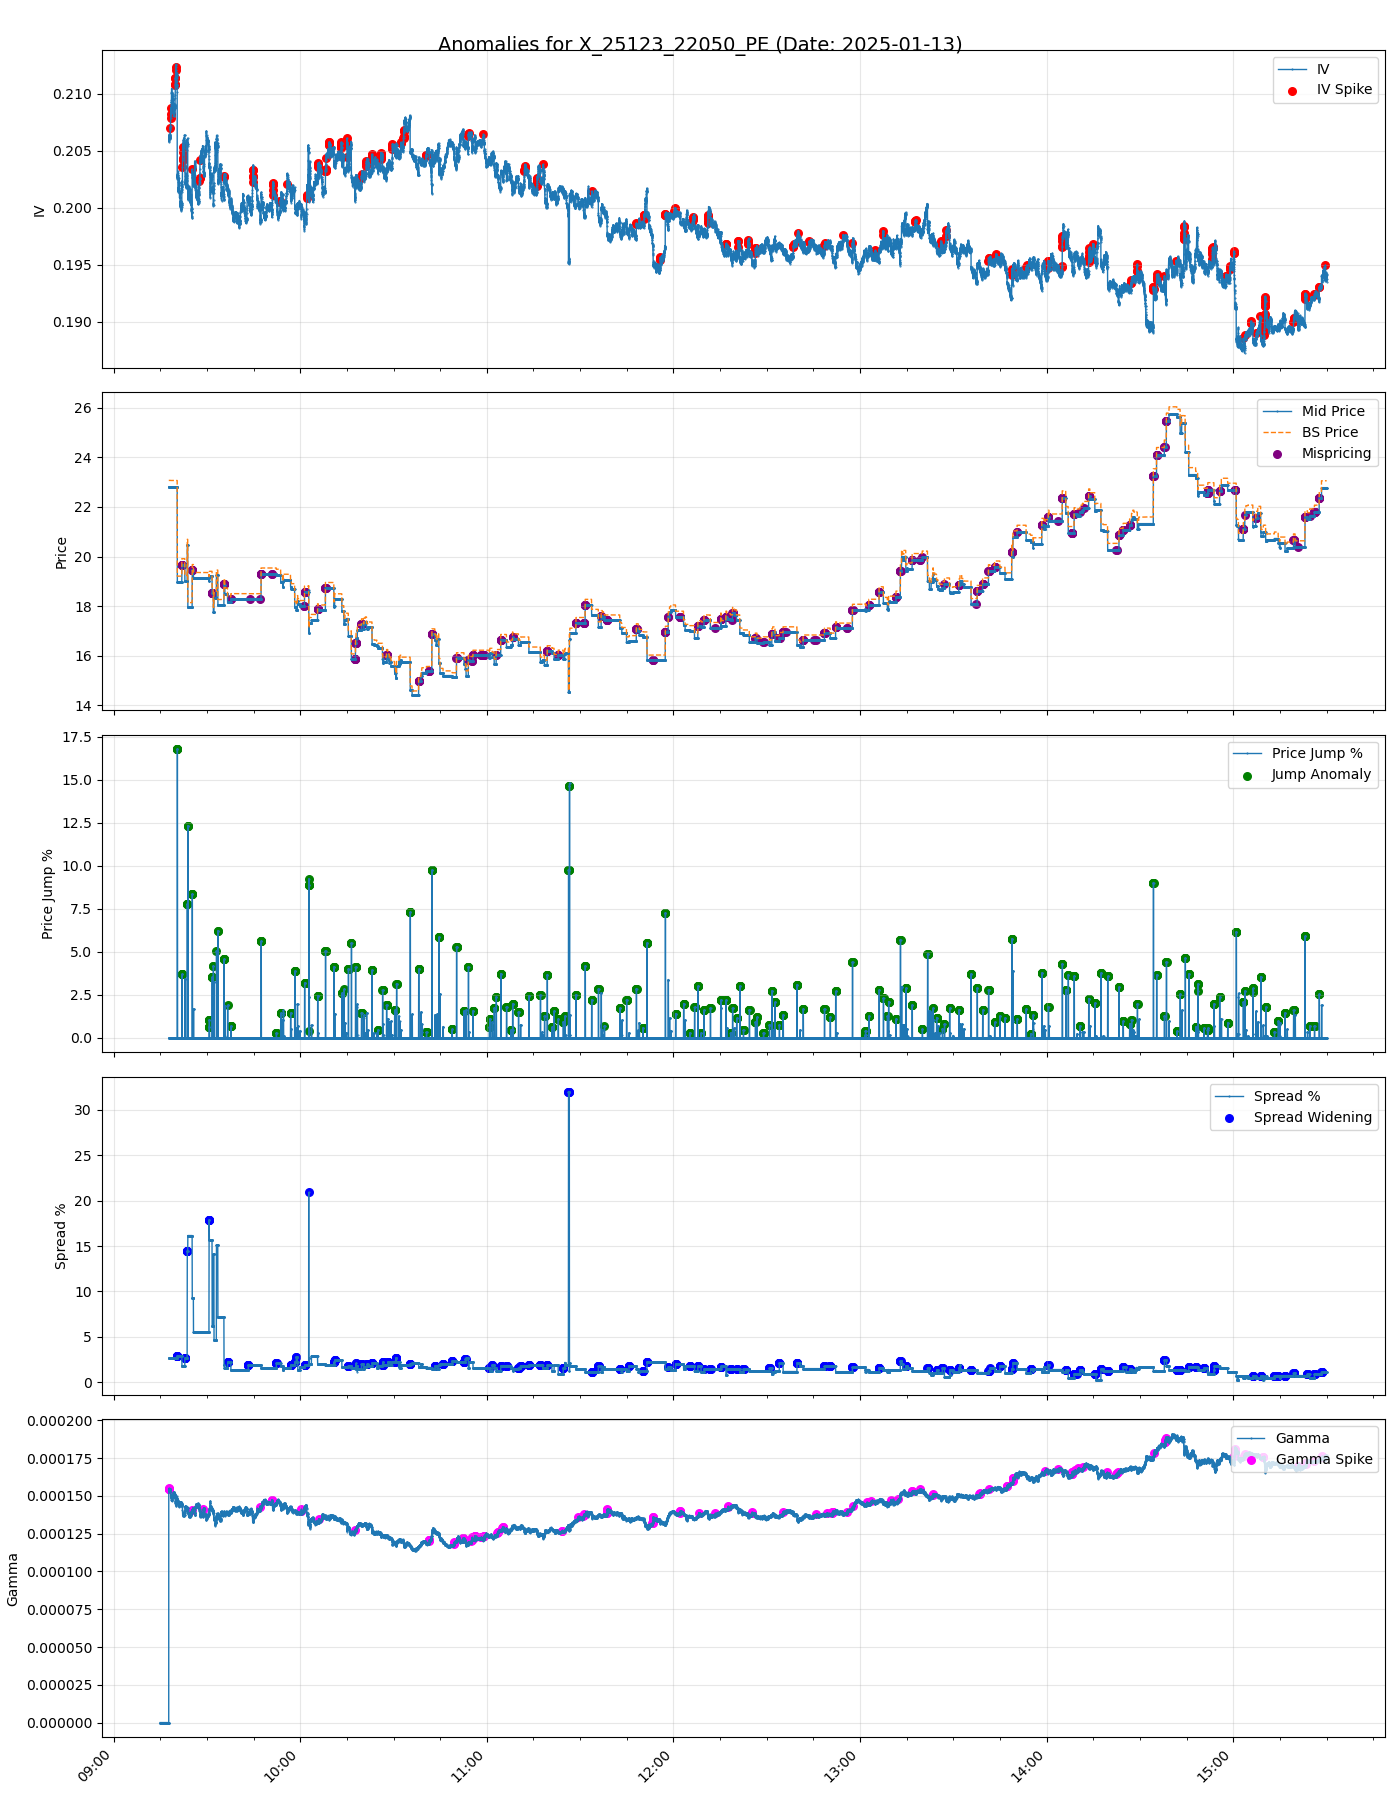 Anomalies for X_25123_22050_PE (Date: 2025-01-13)
IV
IV Spike
0.210
0.205
0.200
0.195
0.190
IV
Mid Price
BS Price
Mispricing
26
24
22
20
18
16
14
Price
Price Jump %
Jump Anomaly
17.5
15.0
12.5
10.0
7.5
5.0
2.5
0.0
Price Jump %
Spread %
Spread Widening
30
25
20
15
10
5
0
Spread %
Gamma
Gamma Spike
0.000200
0.000175
0.000150
0.000125
0.000100
0.000075
0.000050
0.000025
0.000000
Gamma
09:00
10:00
11:00
12:00
13:00
14:00
15:00